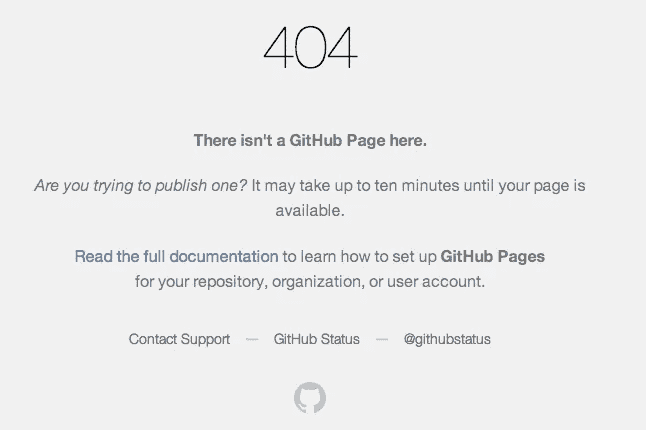 404
There isn't a GitHub Page here.
Are you trying to publish one? It may take up to ten minutes until your page is
available.
Read the full documentation to learn how to set up GitHub Pages
for your repository, organization, or user account.
Contact Support — GitHub Status — @githubstatus